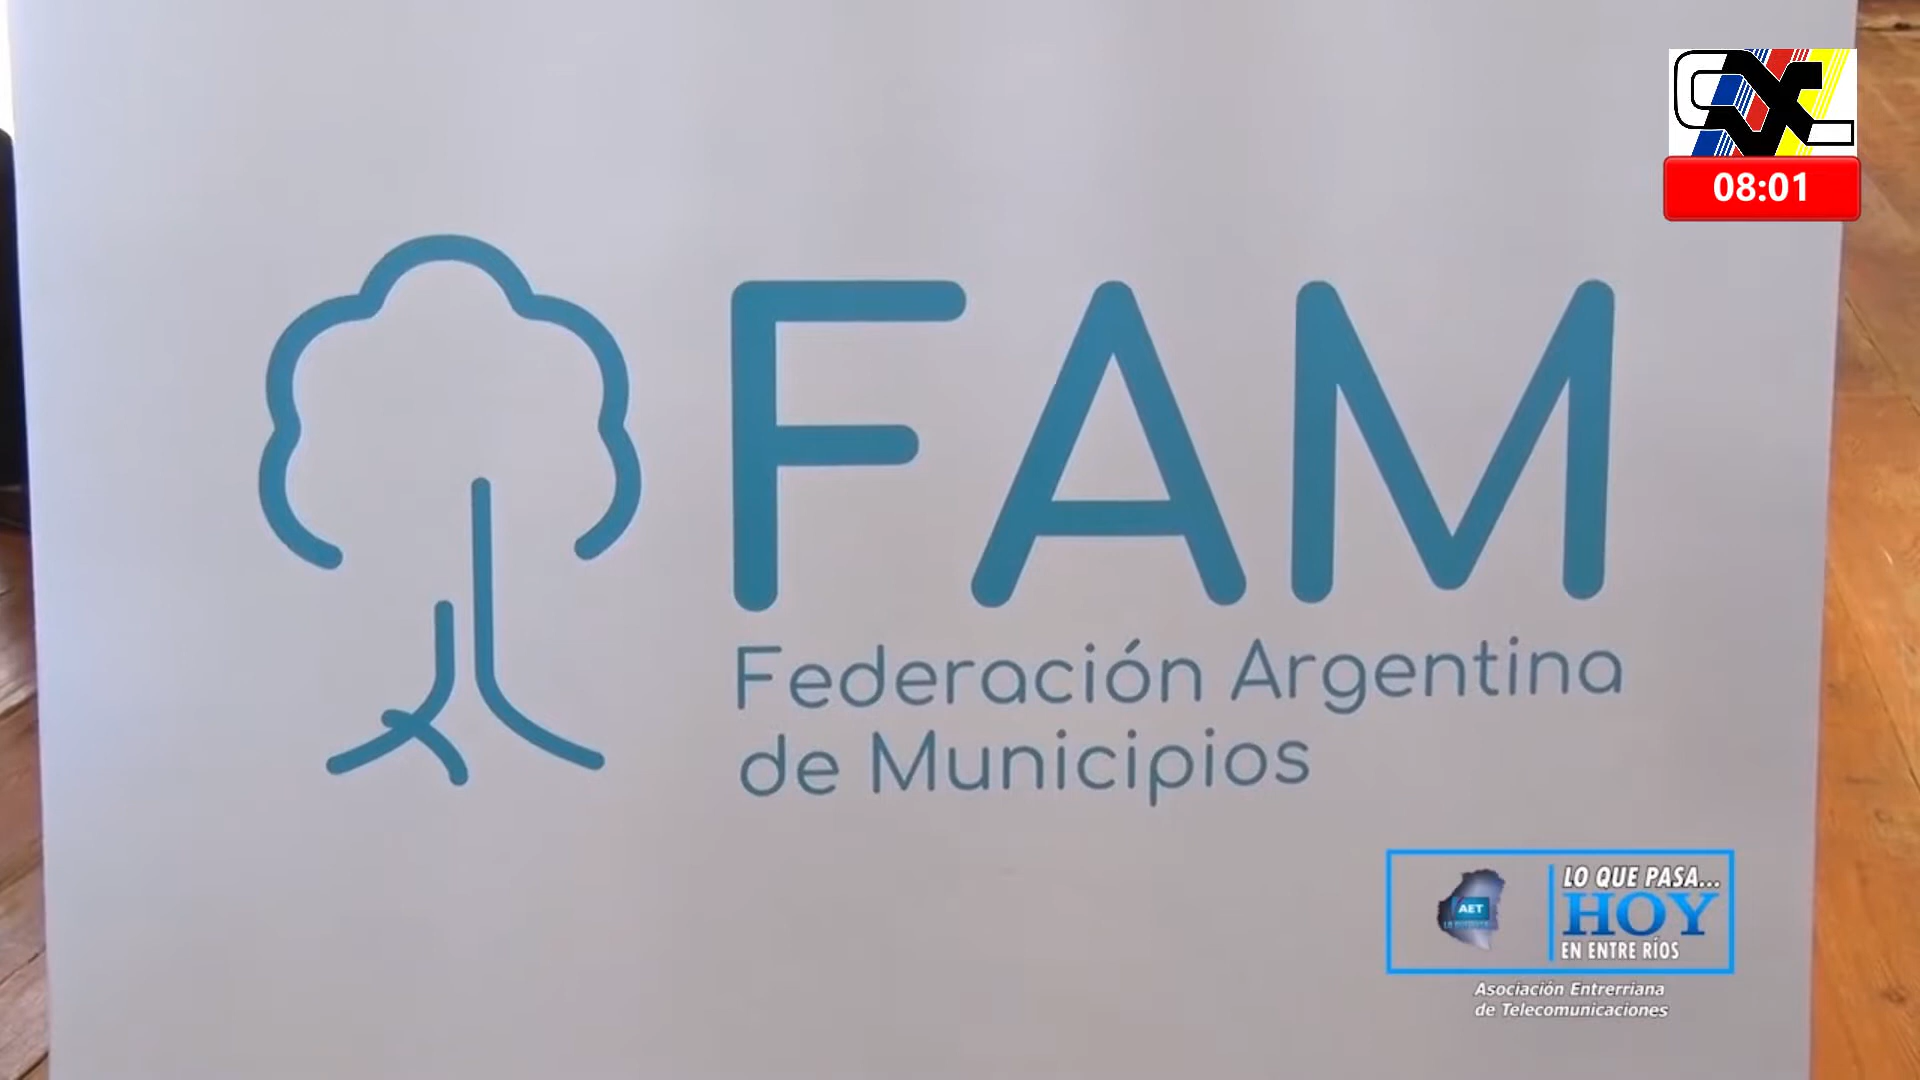 08:01
FAM
Federación Argentina
de Municipios
AET
LO QUE PASA...
HOY
EN ENTRE RÍOS
Asociación Entrerriana
de Telecomunicaciones